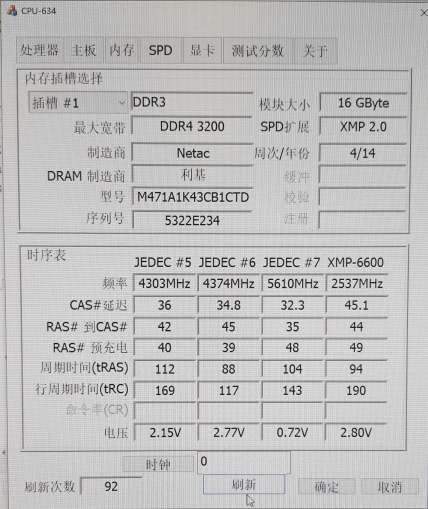 CPU-634
处理器 主板 内存 SPD 显卡 测试分数 关于
内存插槽选择
插槽 #1 DDR3 模块大小 16 GByte
最大宽带 DDR4 3200 SPD扩展 XMP 2.0
制造商 Netac 周次/年份 4/14
DRAM 制造商 利基 缓冲
型号 M471A1K43CB1CTD 校验
序列号 5322E234 注册
时序表
JEDEC #5 JEDEC #6 JEDEC #7 XMP-6600
频率 4303MHz 4374MHz 5610MHz 2537MHz
CAS#延迟 36 34.8 32.3 45.1
RAS# 到CAS# 42 45 35 44
RAS# 预充电 40 39 48 49
周期时间(tRAS) 112 88 104 94
行周期时间(tRC) 169 117 143 190
命令率(CR)
电压 2.15V 2.77V 0.72V 2.80V
时钟 0
刷新次数 92 刷新 确定 取消